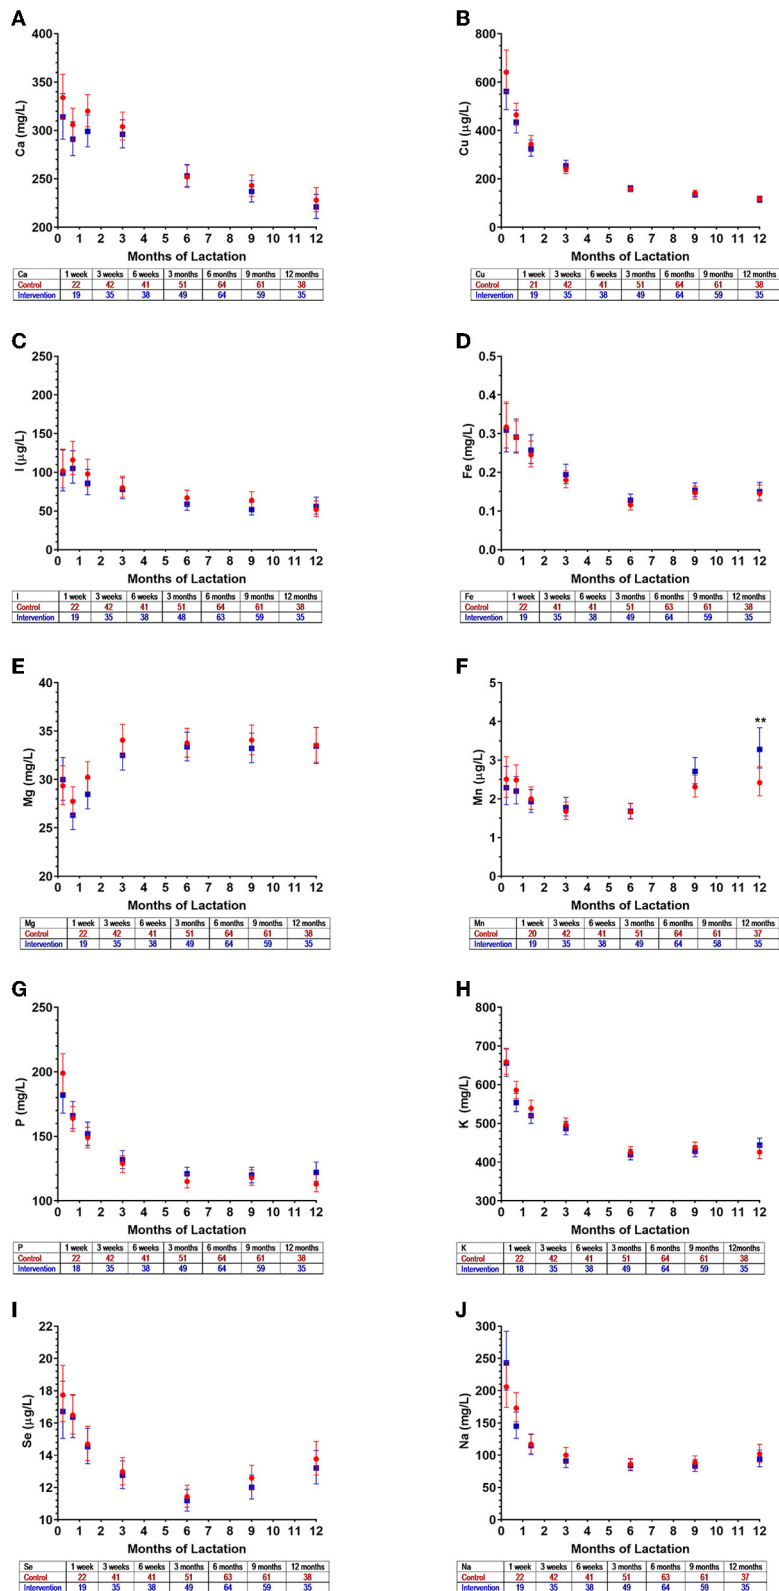 A
Ca (mg/L)
400
350
300
250
200
0 1 2 3 4 5 6 7 8 9 10 11 12
Months of Lactation
Ca 1 week 3 weeks 6 weeks 3 months 6 months 9 months 12 months
Control 22 42 41 51 64 61 38
Intervention 19 35 38 49 64 59 35
B
Cu (μg/L)
800
600
400
200
0
0 1 2 3 4 5 6 7 8 9 10 11 12
Months of Lactation
Cu 1 week 3 weeks 6 weeks 3 months 6 months 9 months 12 months
Control 21 42 41 51 64 61 38
Intervention 19 35 38 49 64 59 35
C
I (μg/L)
250
200
150
100
50
0
0 1 2 3 4 5 6 7 8 9 10 11 12
Months of Lactation
I 1 week 3 weeks 6 weeks 3 months 6 months 9 months 12 months
Control 22 42 41 51 64 61 38
Intervention 19 35 38 48 63 59 35
D
Fe (mg/L)
0.5
0.4
0.3
0.2
0.1
0.0
0 1 2 3 4 5 6 7 8 9 10 11 12
Months of Lactation
Fe 1 week 3 weeks 6 weeks 3 months 6 months 9 months 12 months
Control 22 41 41 51 63 61 38
Intervention 19 35 38 49 64 59 35
E
Mg (mg/L)
40
35
30
25
20
0 1 2 3 4 5 6 7 8 9 10 11 12
Months of Lactation
Mg 1 week 3 weeks 6 weeks 3 months 6 months 9 months 12 months
Control 22 42 41 51 64 61 38
Intervention 19 35 38 49 64 59 35
F
Mn (μg/L)
5
4
3
2
1
0
**
0 1 2 3 4 5 6 7 8 9 10 11 12
Months of Lactation
Mn 1 week 3 weeks 6 weeks 3 months 6 months 9 months 12 months
Control 20 42 41 51 64 61 37
Intervention 19 35 38 49 64 58 35
G
P (mg/L)
250
200
150
100
0 1 2 3 4 5 6 7 8 9 10 11 12
Months of Lactation
P 1 week 3 weeks 6 weeks 3 months 6 months 9 months 12 months
Control 22 42 41 51 64 61 38
Intervention 18 35 38 49 64 59 35
H
K (mg/L)
800
700
600
500
400
300
0 1 2 3 4 5 6 7 8 9 10 11 12
Months of Lactation
K 1 week 3 weeks 6 weeks 3 months 6 months 9 months 12months
Control 22 42 41 51 64 61 38
Intervention 18 35 38 49 64 59 35
I
Se (μg/L)
22
20
18
16
14
12
10
0 1 2 3 4 5 6 7 8 9 10 11 12
Months of Lactation
Se 1 week 3 weeks 6 weeks 3 months 6 months 9 months 12 months
Control 22 41 41 51 63 61 38
Intervention 19 35 38 49 64 59 35
J
Na (mg/L)
300
250
200
150
100
50
0
0 1 2 3 4 5 6 7 8 9 10 11 12
Months of Lactation
Na 1 week 3 weeks 6 weeks 3 months 6 months 9 months 12 months
Control 22 42 41 51 63 61 37
Intervention 19 35 38 49 64 59 35